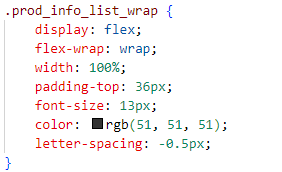 .prod_info_list_wrap {
    display: flex;
    flex-wrap: wrap;
    width: 100%;
    padding-top: 36px;
    font-size: 13px;
    color: rgb(51, 51, 51);
    letter-spacing: -0.5px;
}